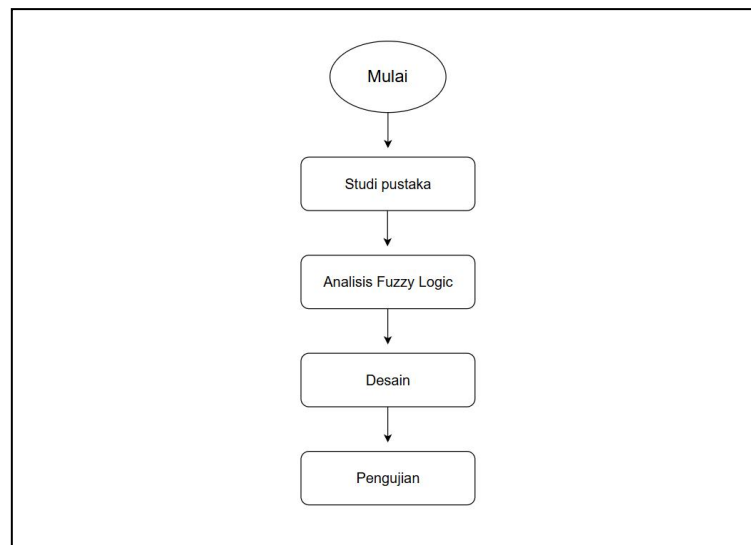 Mulai
Studi pustaka
Analisis Fuzzy Logic
Desain
Pengujian